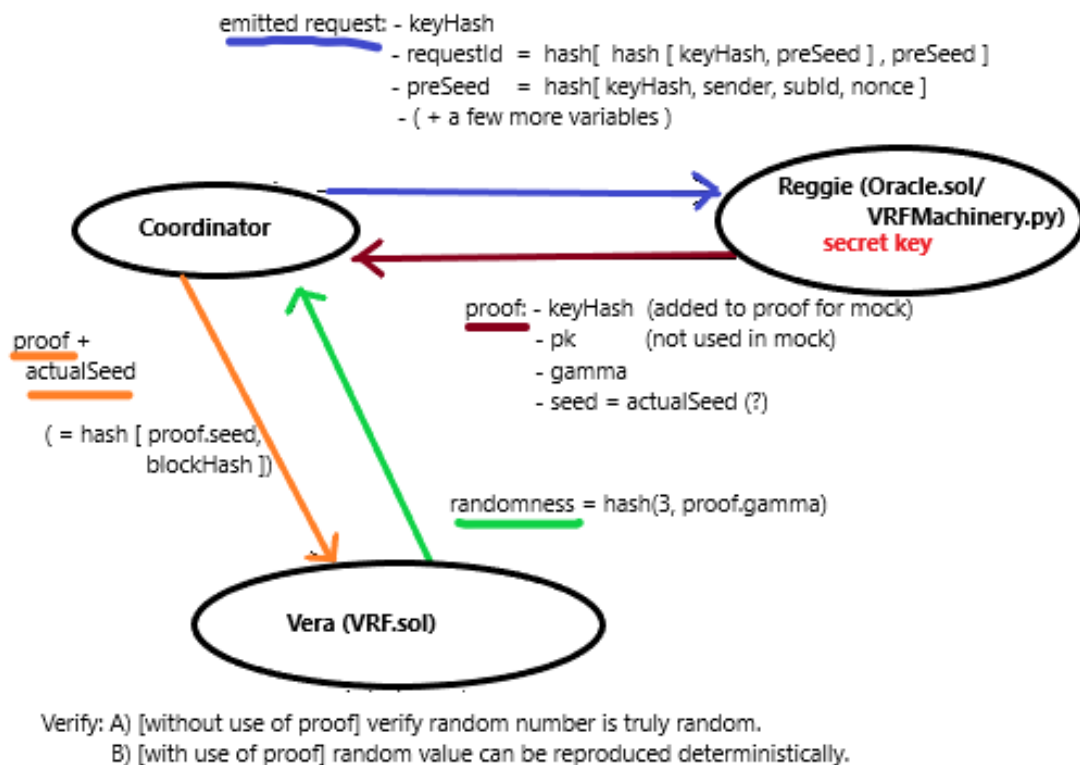 emitted request: - keyHash
- requestId = hash[ hash [ keyHash, preSeed ] , preSeed ]
- preSeed = hash[ keyHash, sender, subId, nonce ]
- ( + a few more variables )
Coordinator
Reggie (Oracle.sol/
VRFMachinery.py)
secret key
proof: - keyHash (added to proof for mock)
- pk (not used in mock)
- gamma
- seed = actualSeed (?)
proof +
actualSeed
( = hash [ proof.seed,
blockHash ])
randomness = hash(3, proof.gamma)
Vera (VRF.sol)
Verify: A) [without use of proof] verify random number is truly random.
B) [with use of proof] random value can be reproduced deterministically.